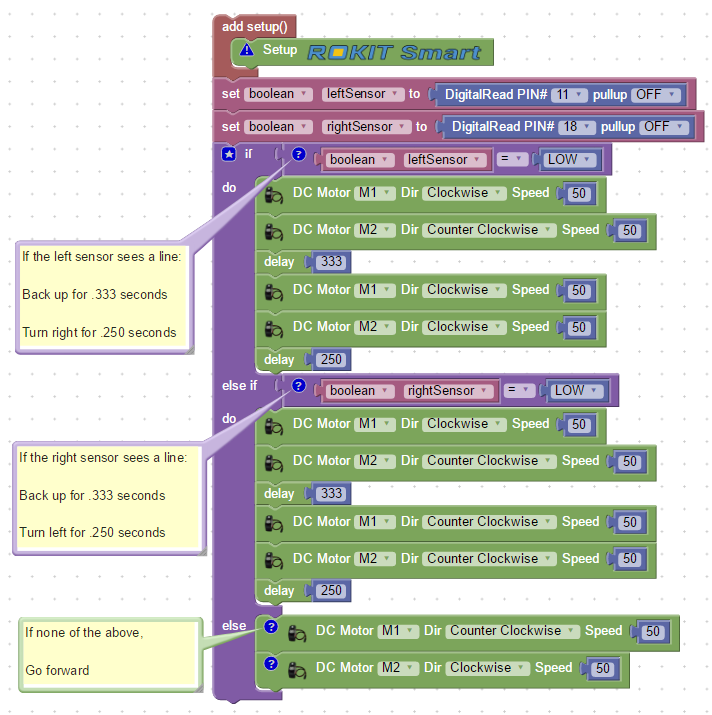 add setup()
Setup ROKIT Smart
set boolean leftSensor to DigitalRead PIN# 11 pullup OFF
set boolean rightSensor to DigitalRead PIN# 18 pullup OFF
if ? boolean leftSensor = LOW
do DC Motor M1 Dir Clockwise Speed 50
DC Motor M2 Dir Counter Clockwise Speed 50
delay 333
DC Motor M1 Dir Clockwise Speed 50
DC Motor M2 Dir Clockwise Speed 50
delay 250
If the left sensor sees a line:
Back up for .333 seconds
Turn right for .250 seconds
else if ? boolean rightSensor = LOW
do DC Motor M1 Dir Clockwise Speed 50
DC Motor M2 Dir Counter Clockwise Speed 50
delay 333
DC Motor M1 Dir Counter Clockwise Speed 50
DC Motor M2 Dir Counter Clockwise Speed 50
delay 250
If the right sensor sees a line:
Back up for .333 seconds
Turn left for .250 seconds
else ? DC Motor M1 Dir Counter Clockwise Speed 50
? DC Motor M2 Dir Clockwise Speed 50
If none of the above,
Go forward